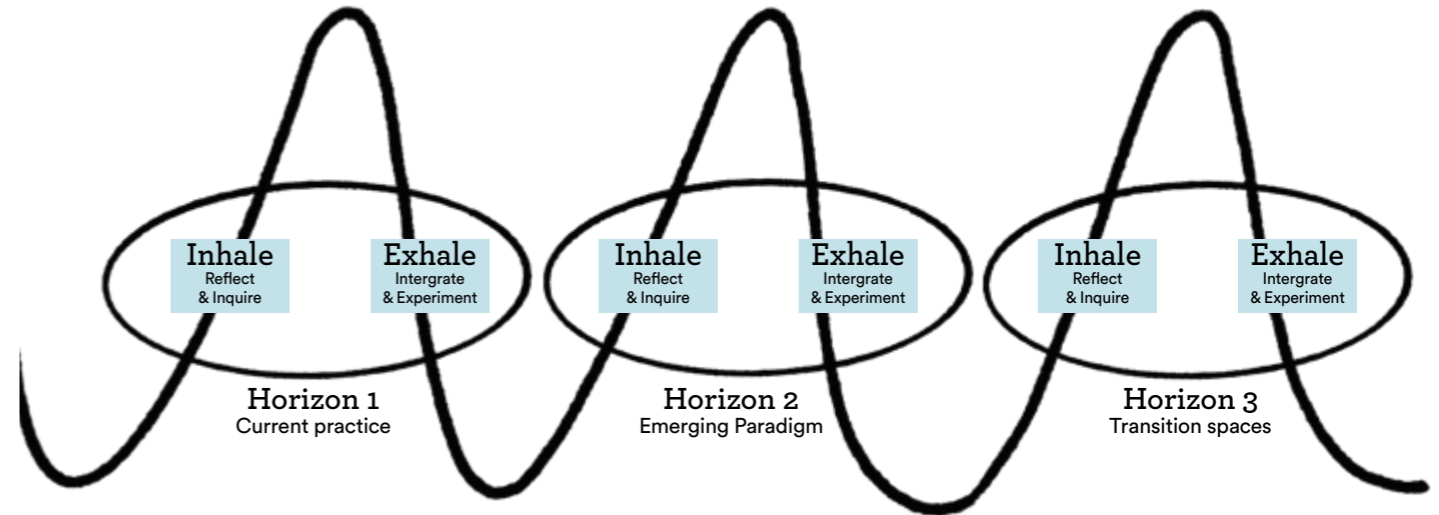 Inhale
Reflect
& Inquire
Exhale
Intergrate
& Experiment
Horizon 1
Current practice
Inhale
Reflect
& Inquire
Exhale
Intergrate
& Experiment
Horizon 2
Emerging Paradigm
Inhale
Reflect
& Inquire
Exhale
Intergrate
& Experiment
Horizon 3
Transition spaces